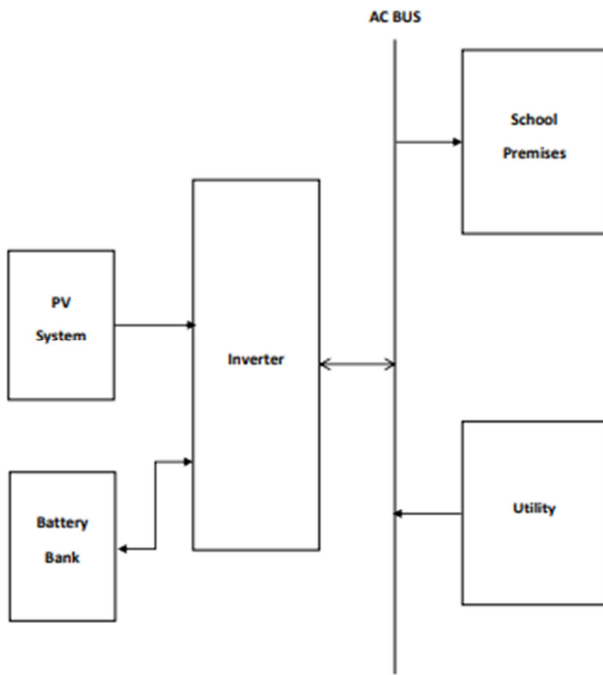 AC BUS
School
Premises
PV
System
Inverter
Battery
Bank
Utility